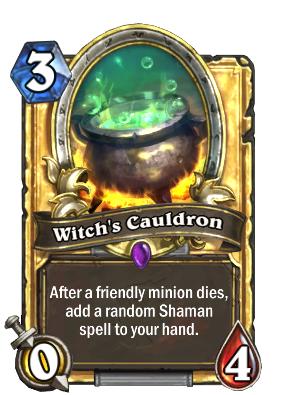 3
Witch's Cauldron
After a friendly minion dies,
add a random Shaman
spell to your hand.
0
4